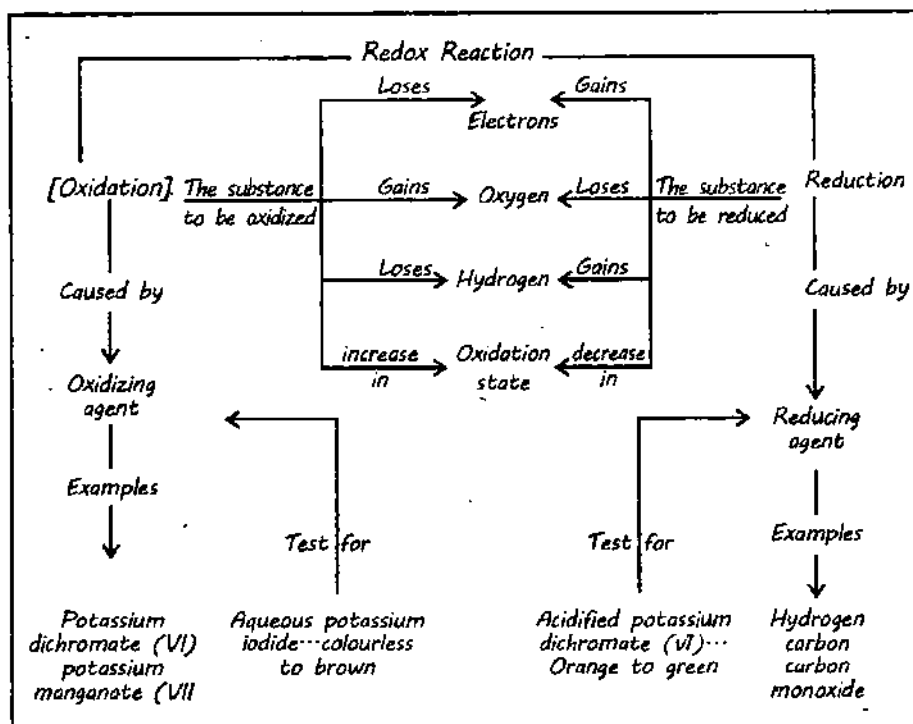 Redox Reaction
Loses
Gains
Electrons
[Oxidation]
The substance
to be oxidized
Gains
Oxygen
Loses
The substance
to be reduced
Reduction
Loses
Hydrogen
Gains
Caused by
Caused by
increase
in
Oxidation
state
decrease
in
Oxidizing
agent
Reducing
agent
Examples
Test for
Test for
Examples
Potassium
dichromate (VI)
potassium
manganate (VII
Aqueous potassium
iodide...colourless
to brown
Acidified potassium
dichromate (vI)...
Orange to green
Hydrogen
carbon
carbon
monoxide